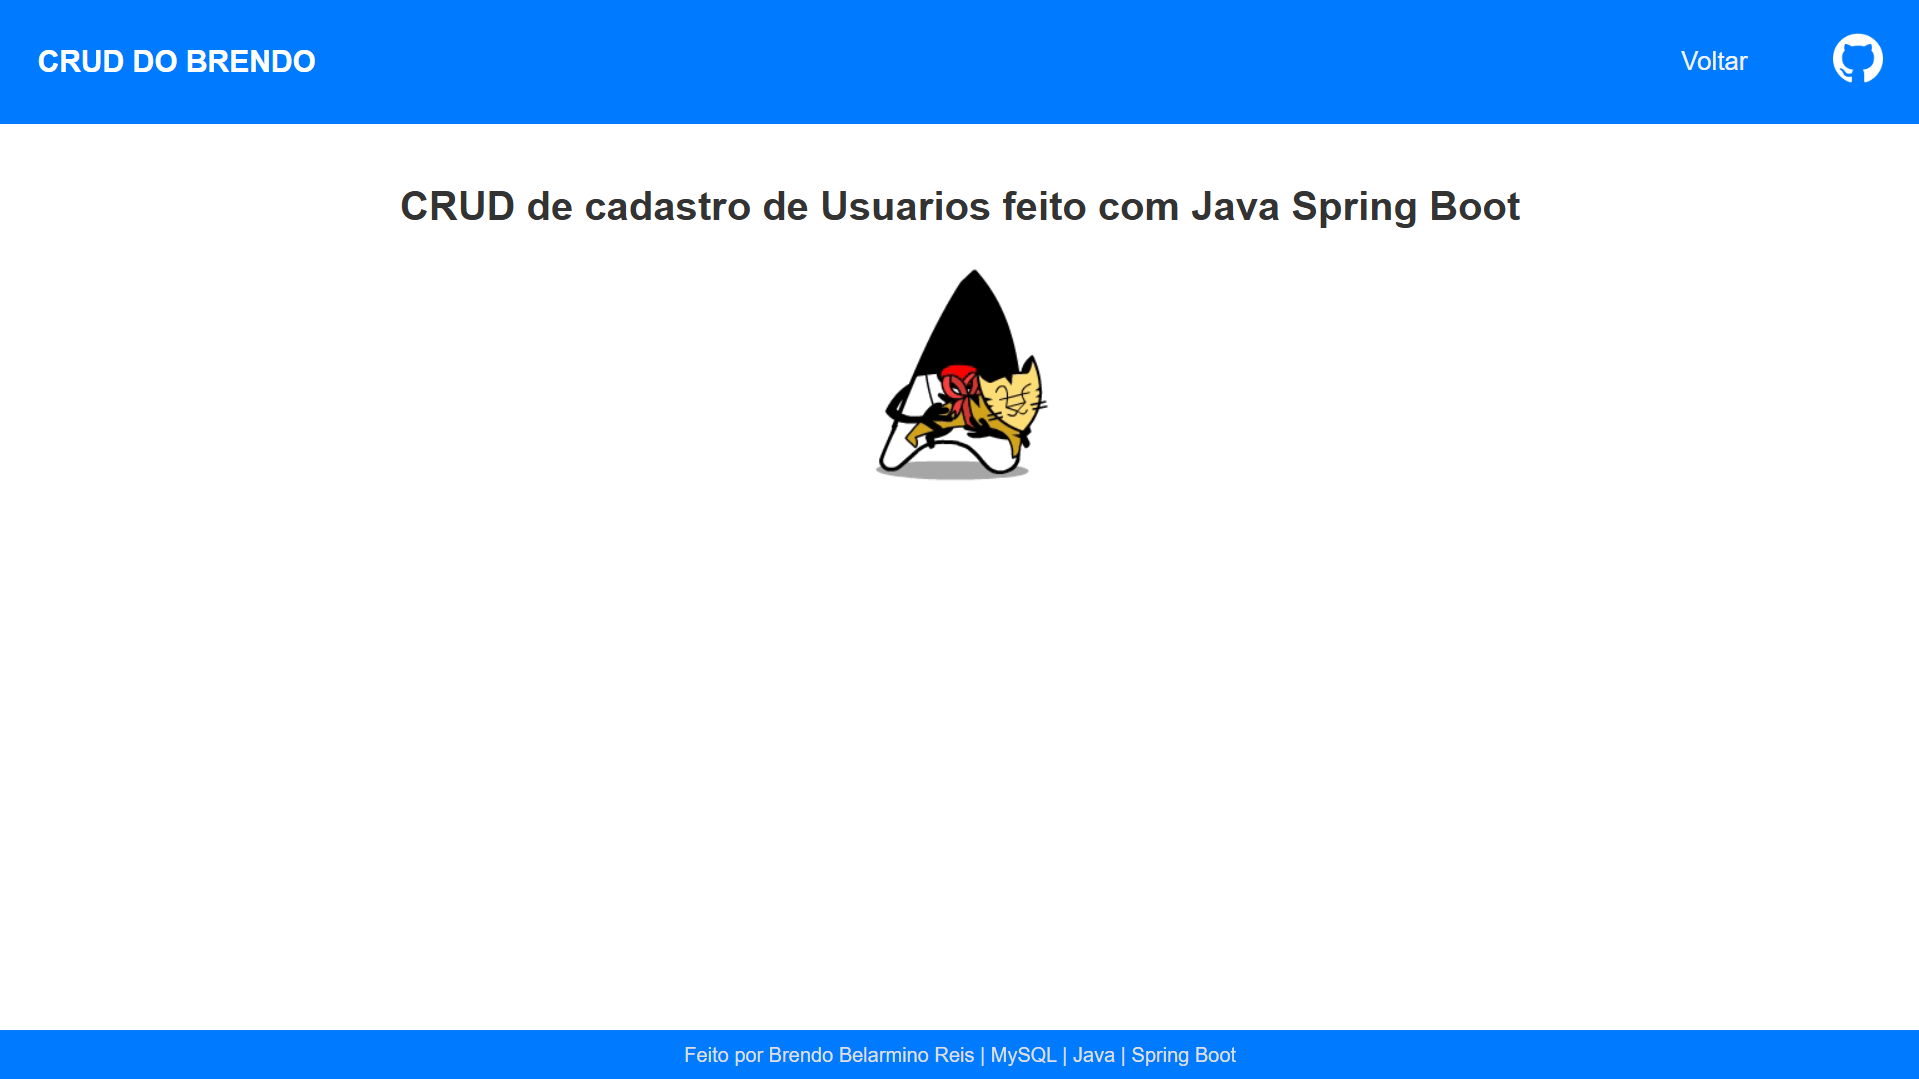 CRUD DO BRENDO
Voltar
CRUD de cadastro de Usuarios feito com Java Spring Boot
Feito por Brendo Belarmino Reis | MySQL | Java | Spring Boot